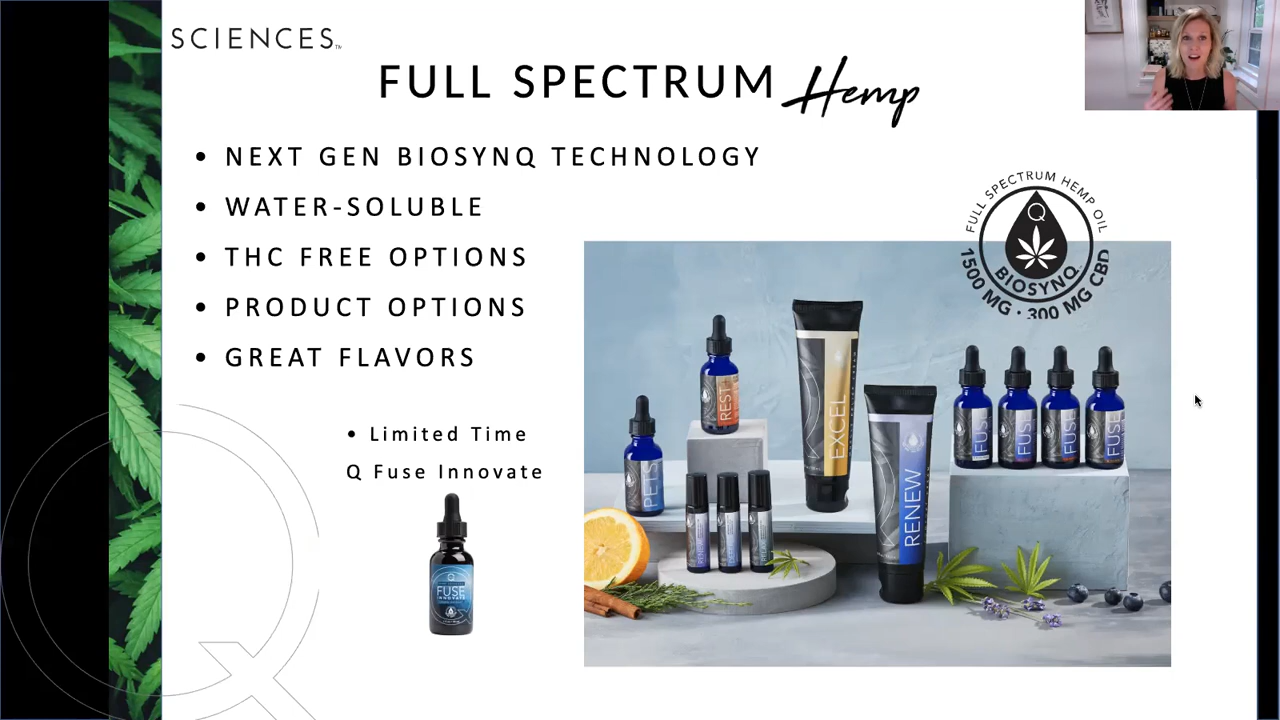 SCIENCES™
FULL SPECTRUM Hemp
• NEXT GEN BIOSYNQ TECHNOLOGY
• WATER-SOLUBLE
• THC FREE OPTIONS
• PRODUCT OPTIONS
• GREAT FLAVORS
• Limited Time
Q Fuse Innovate
FUSE
INNOVATE
FULL SPECTRUM HEMP OIL
Q
BIOSYNQ
1500 MG • 300 MG CBD
PETS
REST
EXCEL
RENEW
FUSE
FUSE
FUSE
FUSE
RELAX